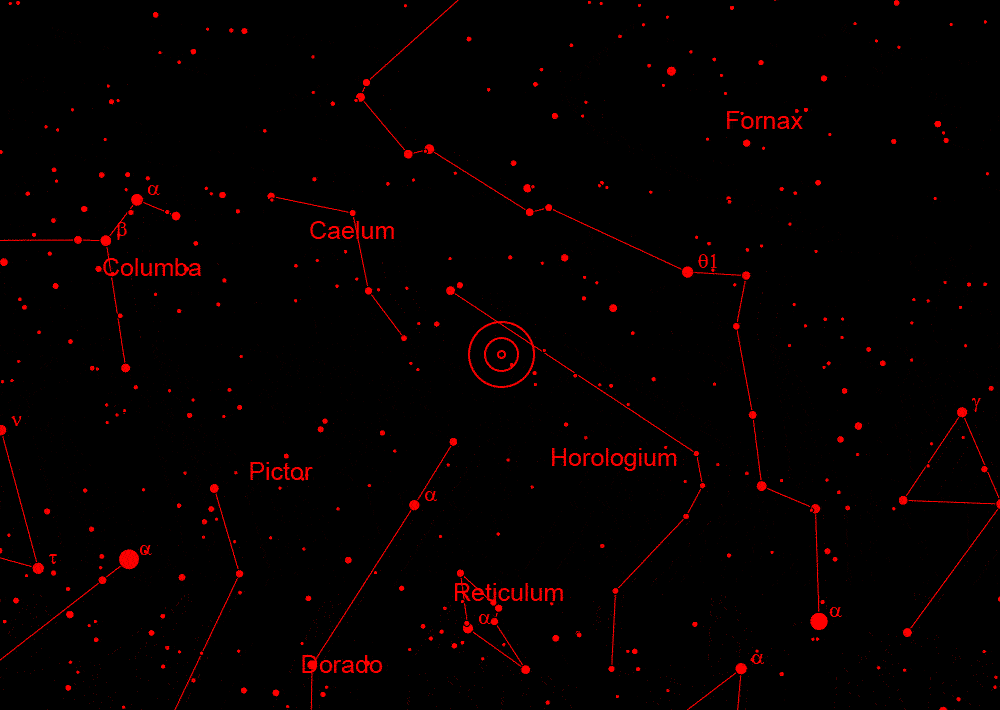 Fornax
α
Caelum
β
θ1
Columba
γ
ν
Horologium
Pictor
α
α
τ
Reticulum
α
α
Dorado
α